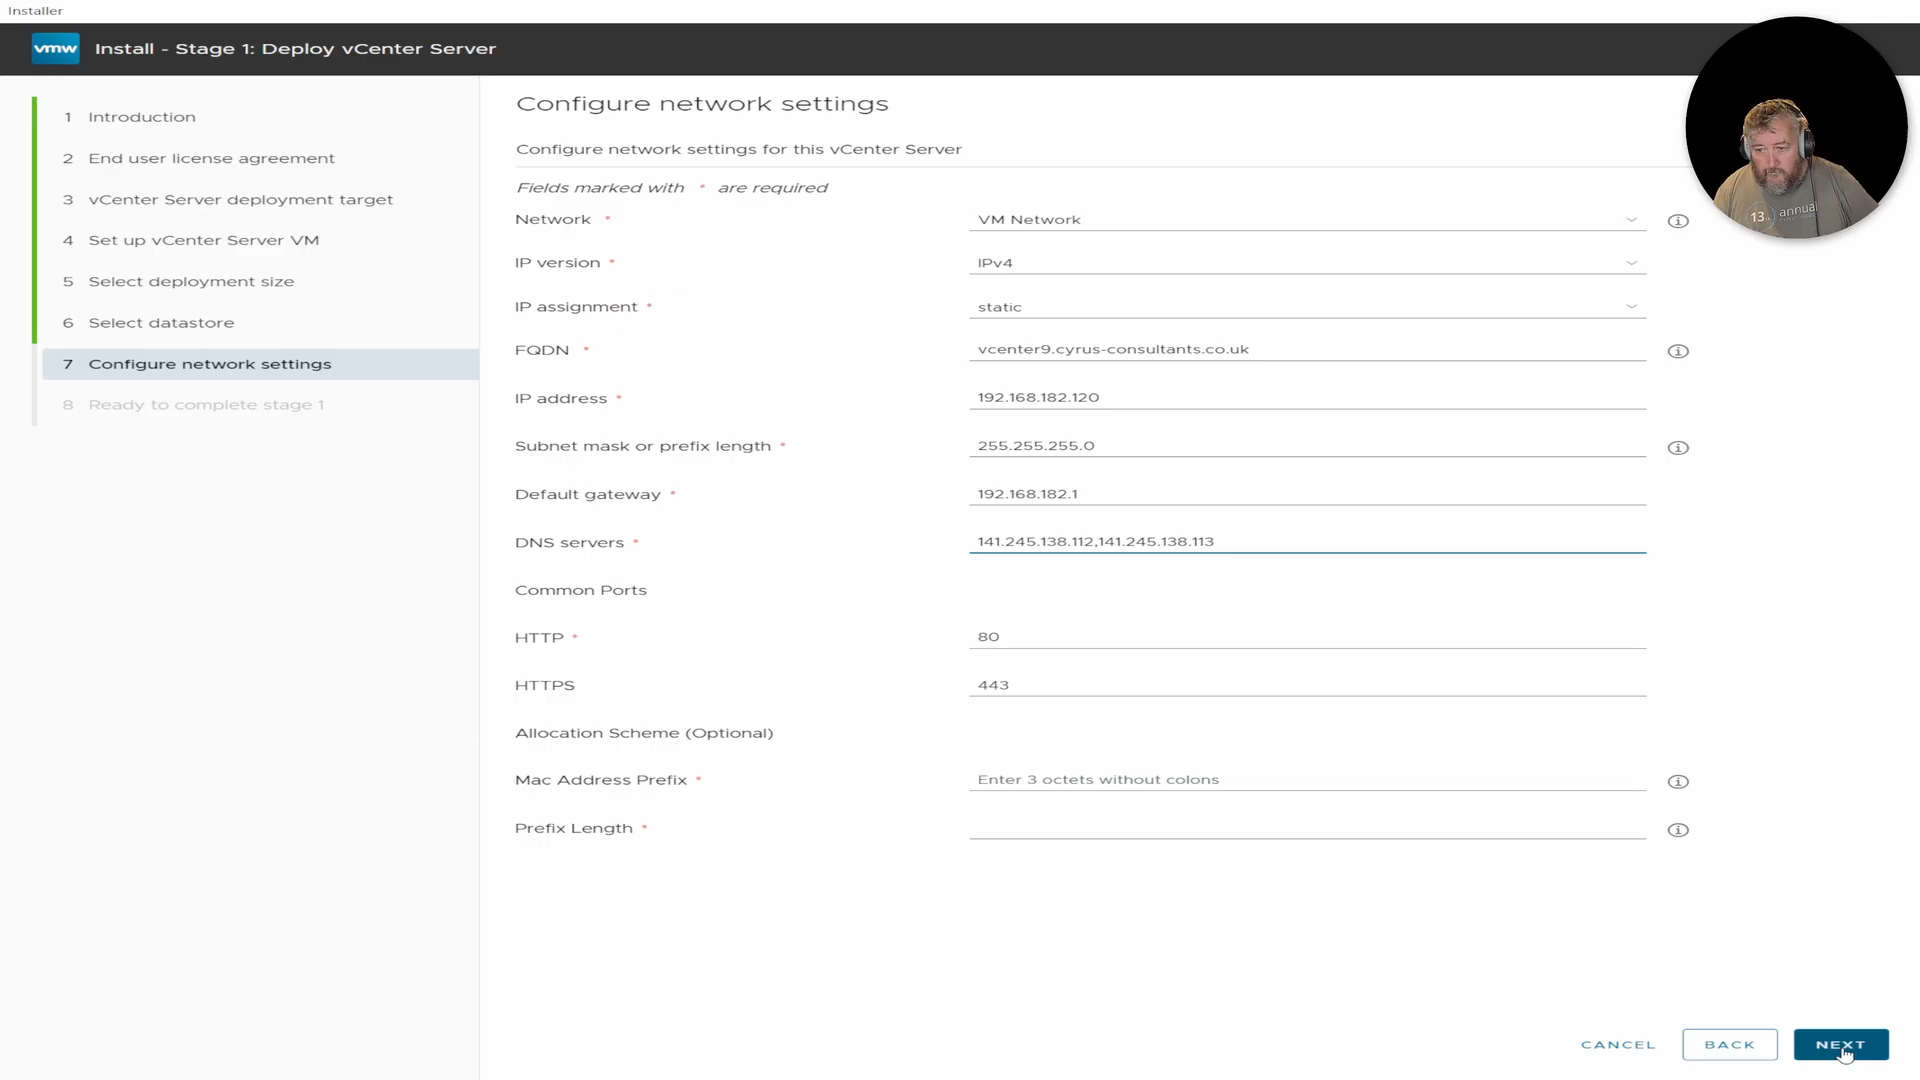 Installer
vmw Install - Stage 1: Deploy vCenter Server
1 Introduction
2 End user license agreement
3 vCenter Server deployment target
4 Set up vCenter Server VM
5 Select deployment size
6 Select datastore
7 Configure network settings
8 Ready to complete stage 1
Configure network settings
Configure network settings for this vCenter Server
Fields marked with * are required
Network * VM Network
IP version * IPv4
IP assignment * static
FQDN * vcenter9.cyrus-consultants.co.uk
IP address * 192.168.182.120
Subnet mask or prefix length * 255.255.255.0
Default gateway * 192.168.182.1
DNS servers * 141.245.138.112,141.245.138.113
Common Ports
HTTP * 80
HTTPS 443
Allocation Scheme (Optional)
Mac Address Prefix * Enter 3 octets without colons
Prefix Length *
CANCEL BACK NEXT
13th annual